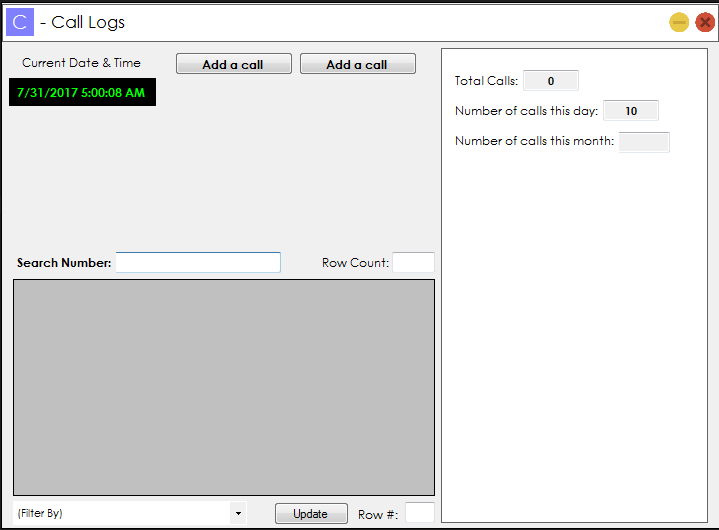 C - Call Logs
Current Date & Time
Add a call
Add a call
7/31/2017 5:00:08 AM
Total Calls: 0
Number of calls this day: 10
Number of calls this month:
Search Number:
Row Count:
(Filter By)
Update
Row #: